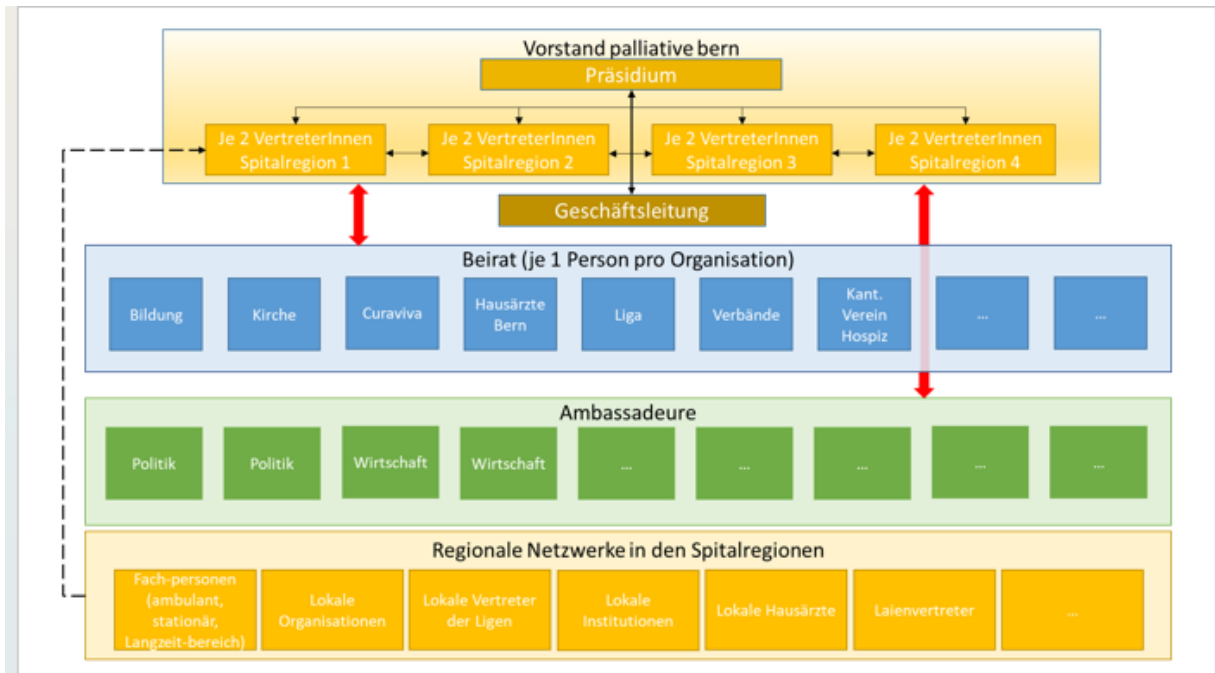 Vorstand palliative bern
Präsidium
Je 2 VertreterInnen
Spitalregion 1
Je 2 VertreterInnen
Spitalregion 2
Je 2 VertreterInnen
Spitalregion 3
Je 2 VertreterInnen
Spitalregion 4
Geschäftsleitung
Beirat (je 1 Person pro Organisation)
Bildung
Kirche
Curaviva
Hausärzte
Bern
Liga
Verbände
Kant.
Verein
Hospiz
...
...
Ambassadeure
Politik
Politik
Wirtschaft
Wirtschaft
...
...
...
...
...
Regionale Netzwerke in den Spitalregionen
Fach-personen
(ambulant,
stationär,
Langzeit-bereich)
Lokale
Organisationen
Lokale Vertreter
der Ligen
Lokale
Institutionen
Lokale Hausärzte
Laienvertreter
...